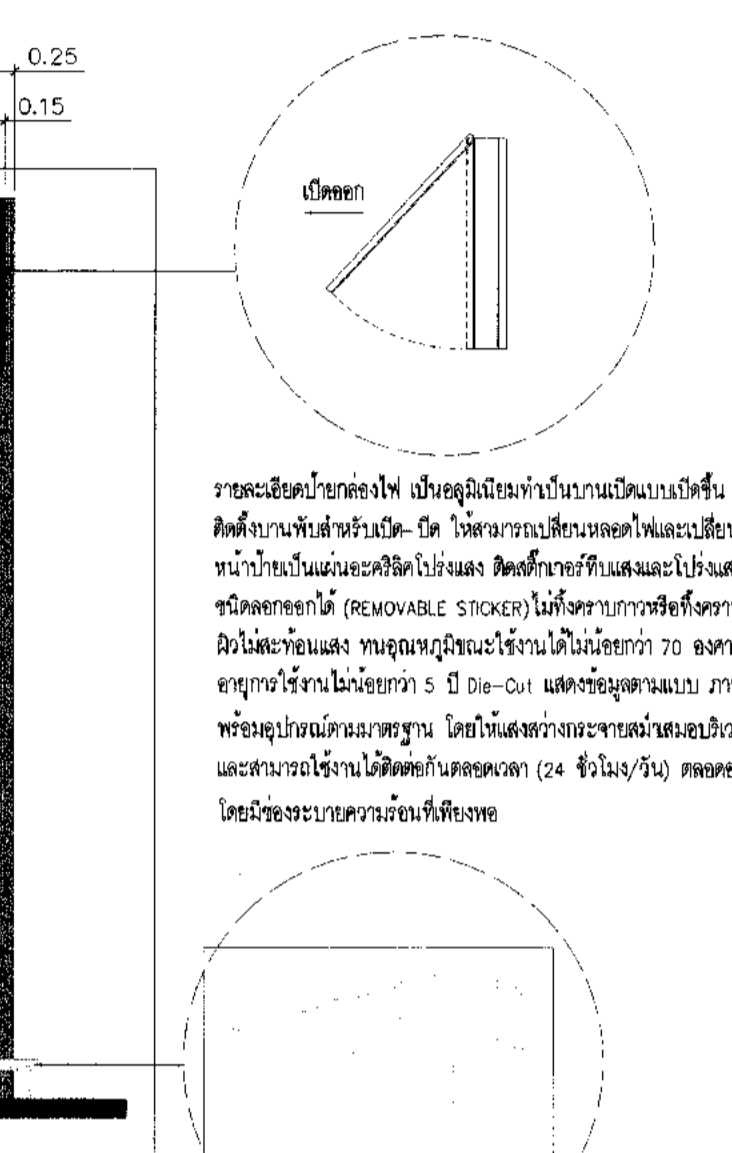 0.25
0.15
เปิดออก
รายละเอียดป้ายกล่องไฟ เป็นอลูมิเนียมทำเป็นบานเปิดแบบเปิดขึ้น
ติดตั้งบานพับสำหรับเปิด-ปิด ให้สามารถเปลี่ยนหลอดไฟและเปลี่ยน
หน้าป้ายเป็นแผ่นอะคริลิคโปร่งแสง ติดสติ๊กเกอร์ทึบแสงและโปร่งแส
ชนิดลอกออกได้ (REMOVABLE STICKER) ไม่ทิ้งคราบกาวหรือทิ้งครา
ผิวไม่สะท้อนแสง ทนอุณหภูมิขณะใช้งานได้ไม่น้อยกว่า 70 องศา
อายุการใช้งานไม่น้อยกว่า 5 ปี Die-Cut แสดงข้อมูลตามแบบ ภา
พร้อมอุปกรณ์ตามมาตรฐาน โดยให้แสงสว่างกระจายสม่ำเสมอบริเว
และสามารถใช้งานได้ติดต่อกันตลอดเวลา (24 ชั่วโมง/วัน) ตลอดอ
โดยมีช่องระบายความร้อนที่เพียงพอ